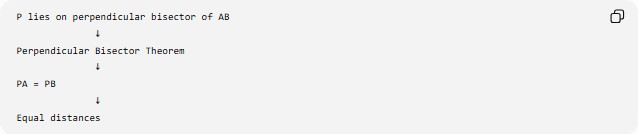 P lies on perpendicular bisector of AB
↓
Perpendicular Bisector Theorem
↓
PA = PB
↓
Equal distances